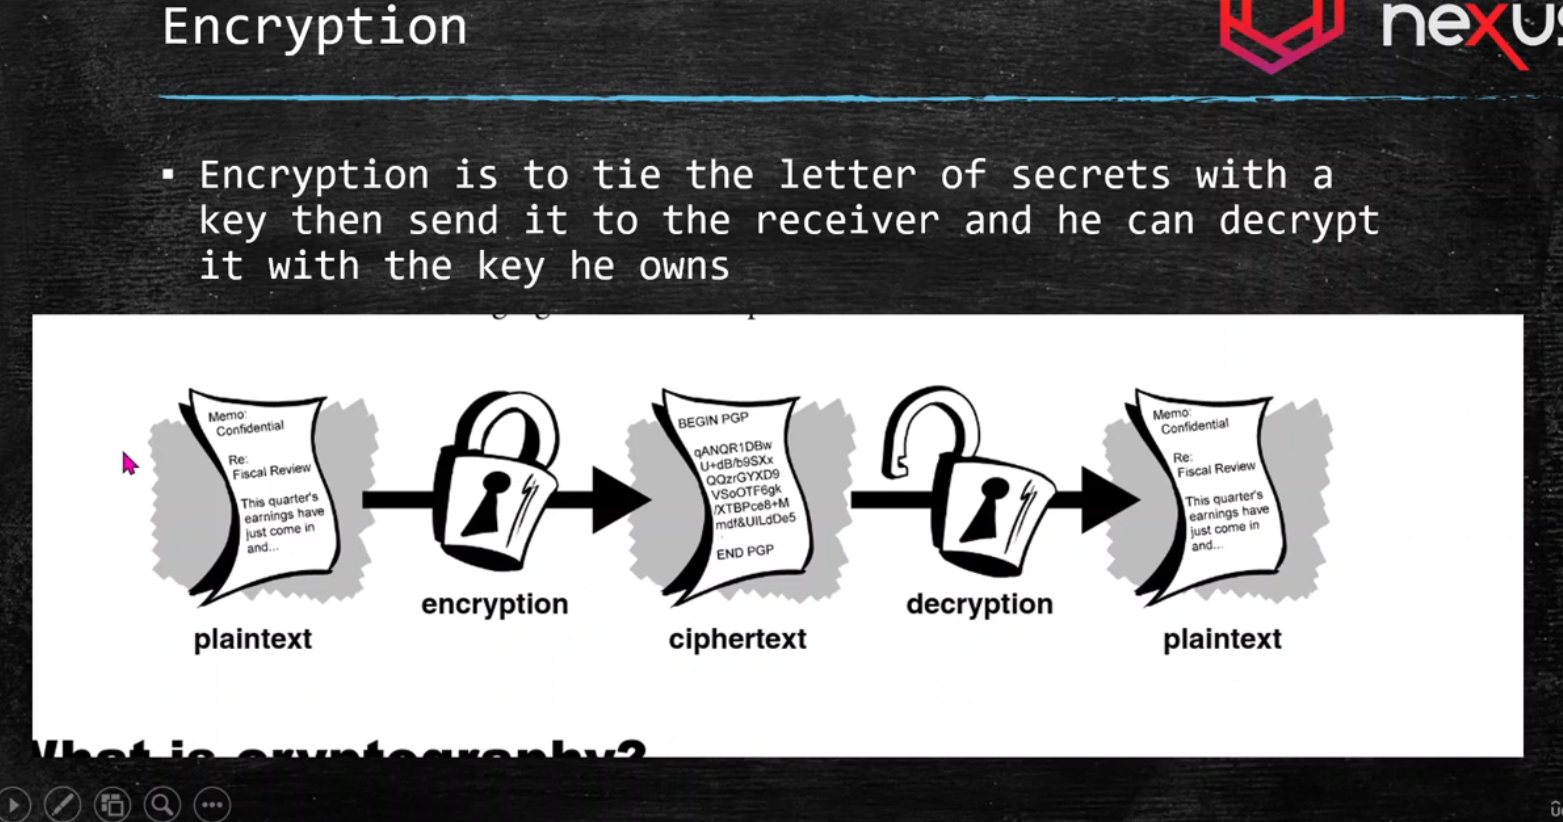 Encryption
nexus
▪ Encryption is to tie the letter of secrets with a
key then send it to the receiver and he can decrypt
it with the key he owns
Memo:
Confidential
Re:
Fiscal Review
This quarter's
earnings have
just come in
and...
plaintext
encryption
BEGIN PGP
qANQR1DBw
U+dB/b9SXx
QQzrGYXD9
VSoOTF6gk
/XTBPce8+M
mdf&UILdDe5
END PGP
ciphertext
decryption
Memo:
Confidential
Re:
Fiscal Review
This quarter's
earnings have
just come in
and...
plaintext
What is cryptography?